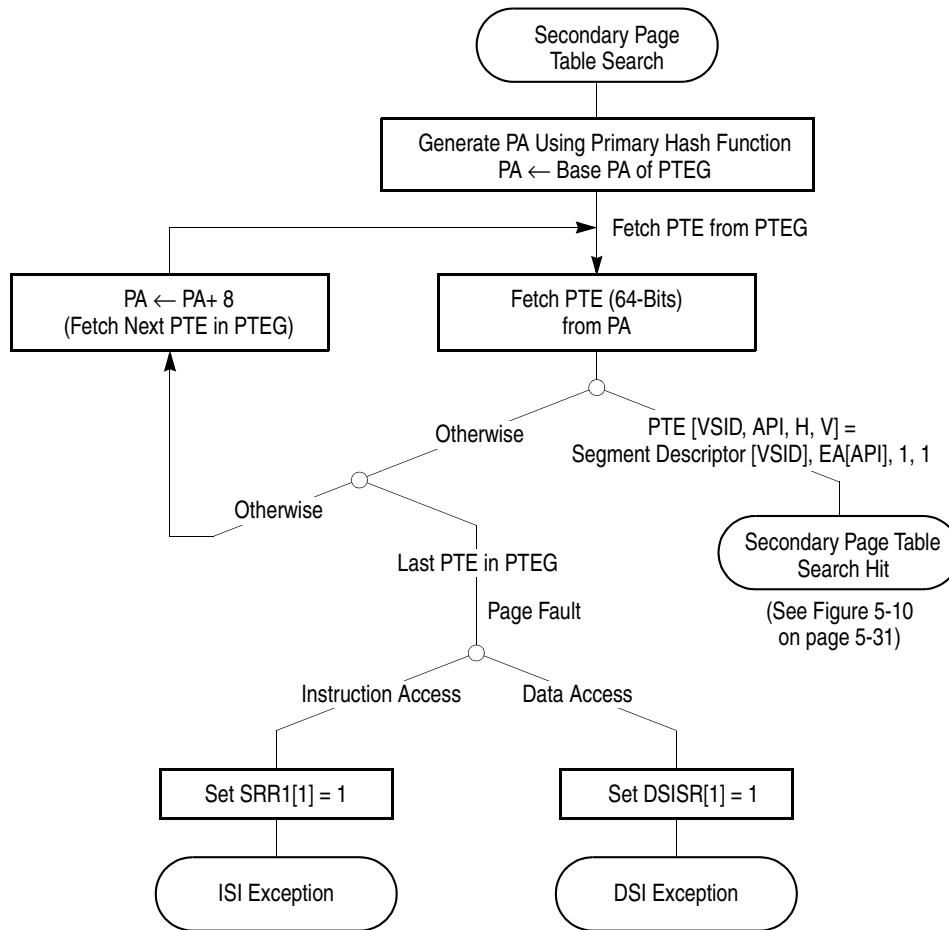 Secondary Page
Table Search
Generate PA Using Primary Hash Function
PA ← Base PA of PTEG
Fetch PTE from PTEG
PA ← PA+ 8
(Fetch Next PTE in PTEG)
Fetch PTE (64-Bits)
from PA
Otherwise
PTE [VSID, API, H, V] =
Segment Descriptor [VSID], EA[API], 1, 1
Otherwise
Secondary Page Table
Search Hit
(See Figure 5-10
on page 5-31)
Last PTE in PTEG
Page Fault
Instruction Access
Data Access
Set SRR1[1] = 1
Set DSISR[1] = 1
ISI Exception
DSI Exception